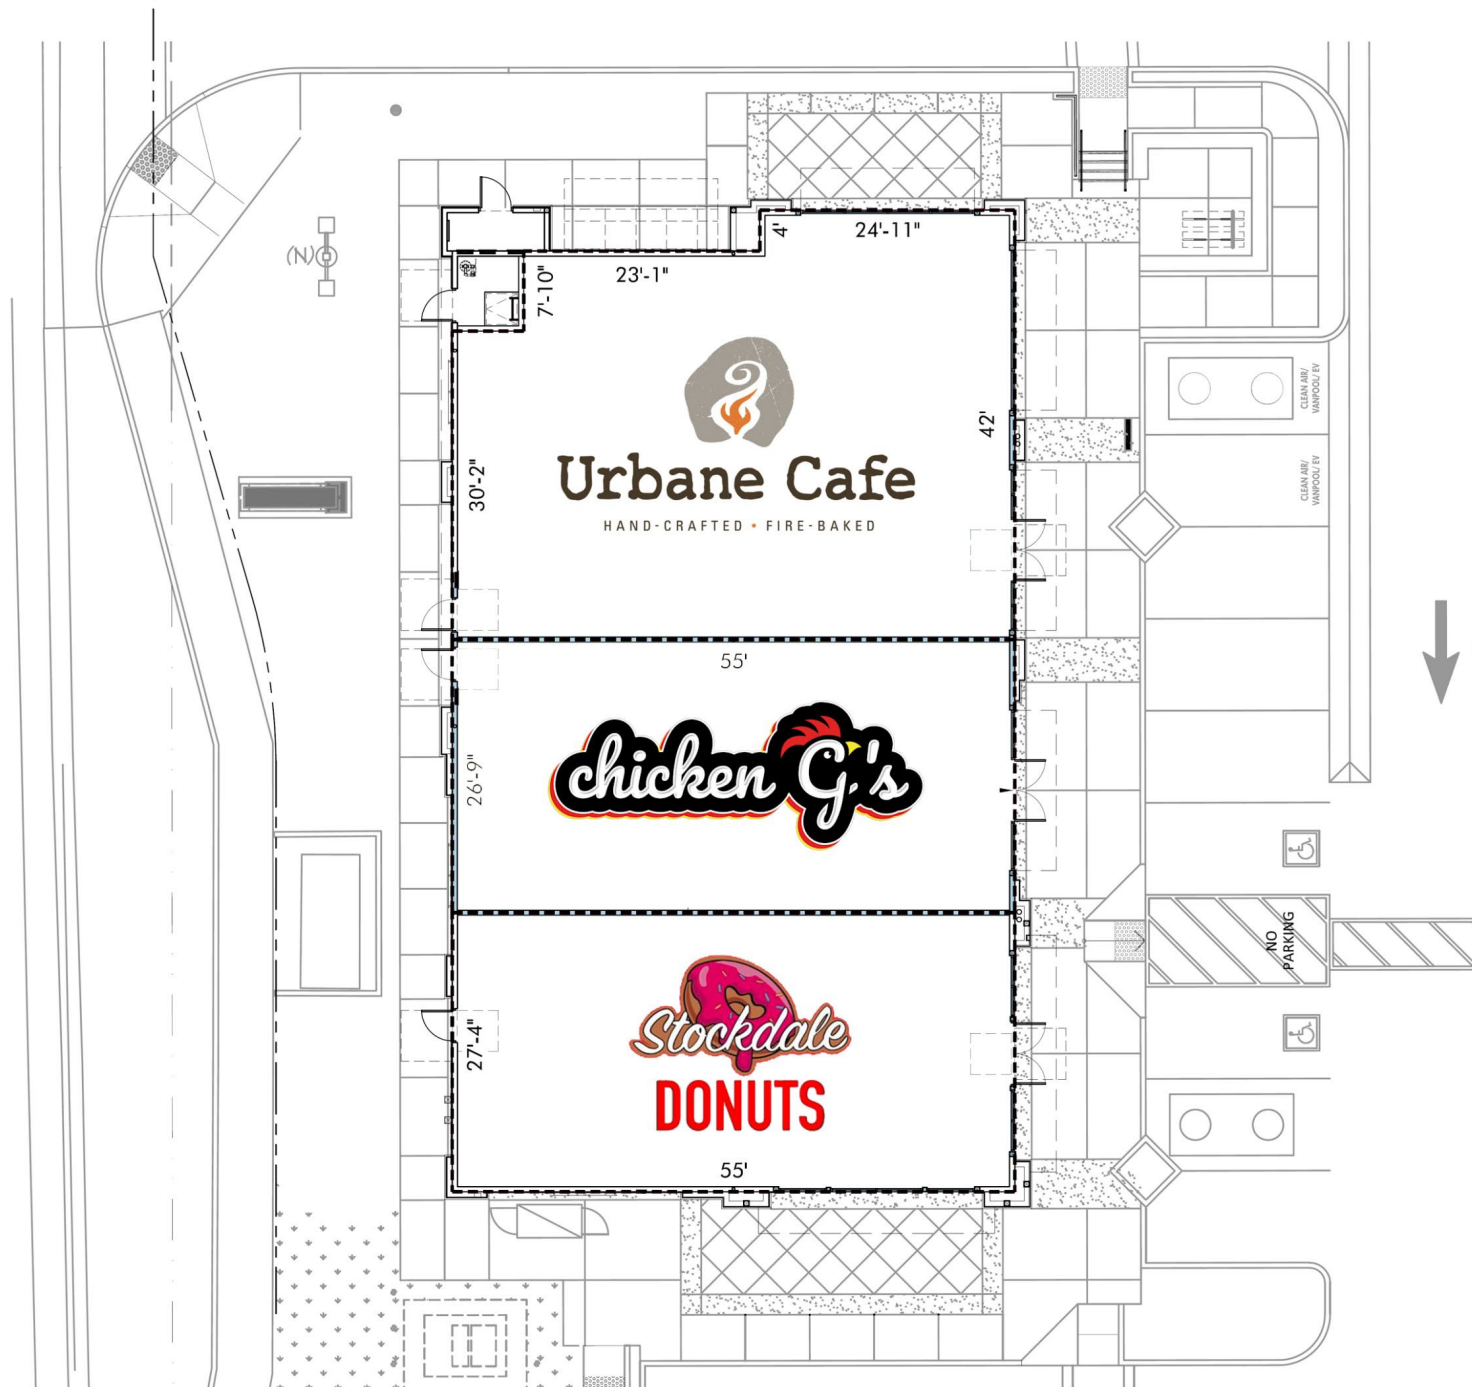 4'
24'-11"
23'-1"
7'-10"
(N)
CLEAN AIR/
VANPOOL/ EV
42'
Urbane Cafe
30'-2"
CLEAN AIR/
VANPOOL/ EV
HAND-CRAFTED • FIRE-BAKED
55'
chicken G's
26'-9"
NO
PARKING
Stockdale
27'-4"
DONUTS
55'